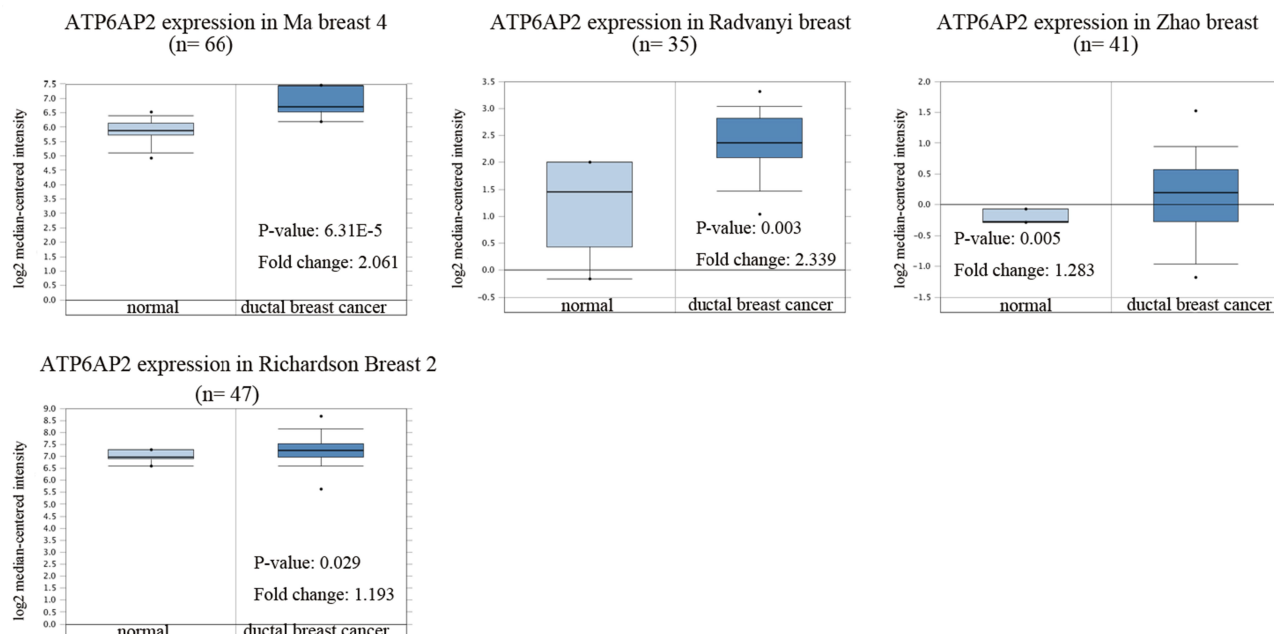 ATP6AP2 expression in Ma breast 4
(n= 66)
log2 median-centered intensity
7.5
7.0
6.5
6.0
5.5
5.0
4.5
4.0
3.5
3.0
2.5
2.0
1.5
1.0
0.5
0.0
P-value: 6.31E-5
Fold change: 2.061
normal
ductal breast cancer
ATP6AP2 expression in Radvanyi breast
(n= 35)
log2 median-centered intensity
3.5
3.0
2.5
2.0
1.5
1.0
0.5
0.0
-0.5
P-value: 0.003
Fold change: 2.339
normal
ductal breast cancer
ATP6AP2 expression in Zhao breast
(n= 41)
log2 median-centered intensity
2.0
1.5
1.0
0.5
0.0
-0.5
-1.0
-1.5
P-value: 0.005
Fold change: 1.283
normal
ductal breast cancer
ATP6AP2 expression in Richardson Breast 2
(n= 47)
log2 median-centered intensity
9.0
8.5
8.0
7.5
7.0
6.5
6.0
5.5
5.0
4.5
4.0
3.5
3.0
2.5
2.0
1.5
1.0
0.5
0.0
P-value: 0.029
Fold change: 1.193
normal
ductal breast cancer